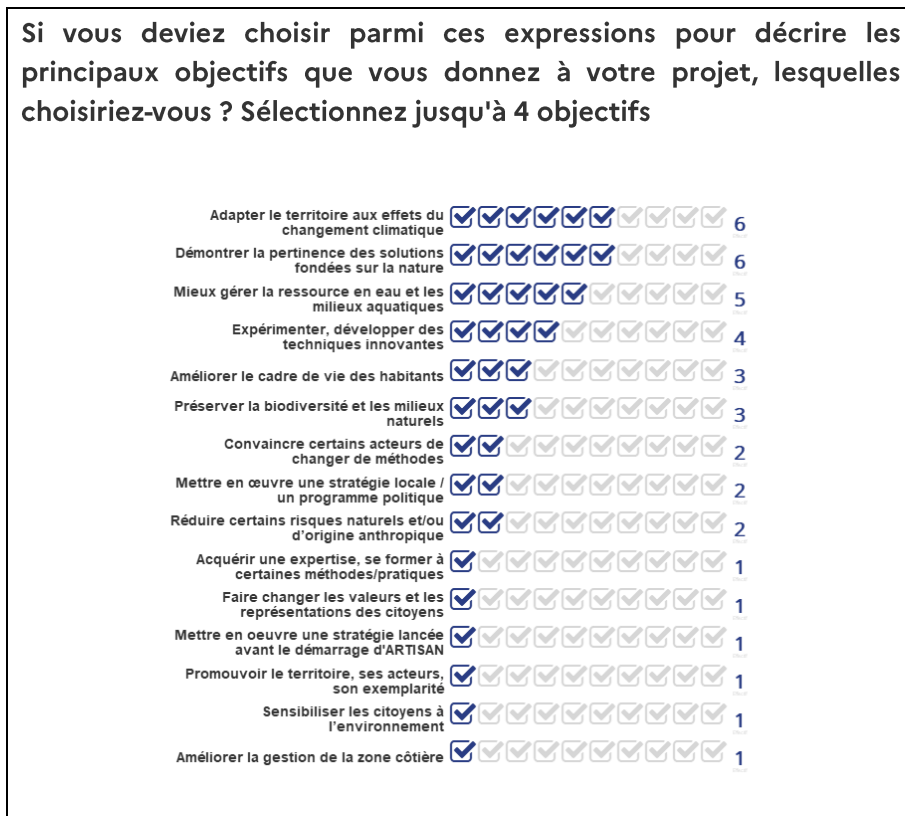 Si vous deviez choisir parmi ces expressions pour décrire les
principaux objectifs que vous donnez à votre projet, lesquelles
choisiriez-vous ? Sélectionnez jusqu'à 4 objectifs
Adapter le territoire aux effets du
changement climatique
6
Démontrer la pertinence des solutions
fondées sur la nature
6
Mieux gérer la ressource en eau et les
milieux aquatiques
5
Expérimenter, développer des
techniques innovantes
4
Améliorer le cadre de vie des habitants
3
Préserver la biodiversité et les milieux
naturels
3
Convaincre certains acteurs de
changer de méthodes
2
Mettre en œuvre une stratégie locale /
un programme politique
2
Réduire certains risques naturels et/ou
d'origine anthropique
2
Acquérir une expertise, se former à
certaines méthodes/pratiques
1
Faire changer les valeurs et les
représentations des citoyens
1
Mettre en oeuvre une stratégie lancée
avant le démarrage d'ARTISAN
1
Promouvoir le territoire, ses acteurs,
son exemplarité
1
Sensibiliser les citoyens à
l'environnement
1
Améliorer la gestion de la zone côtière
1